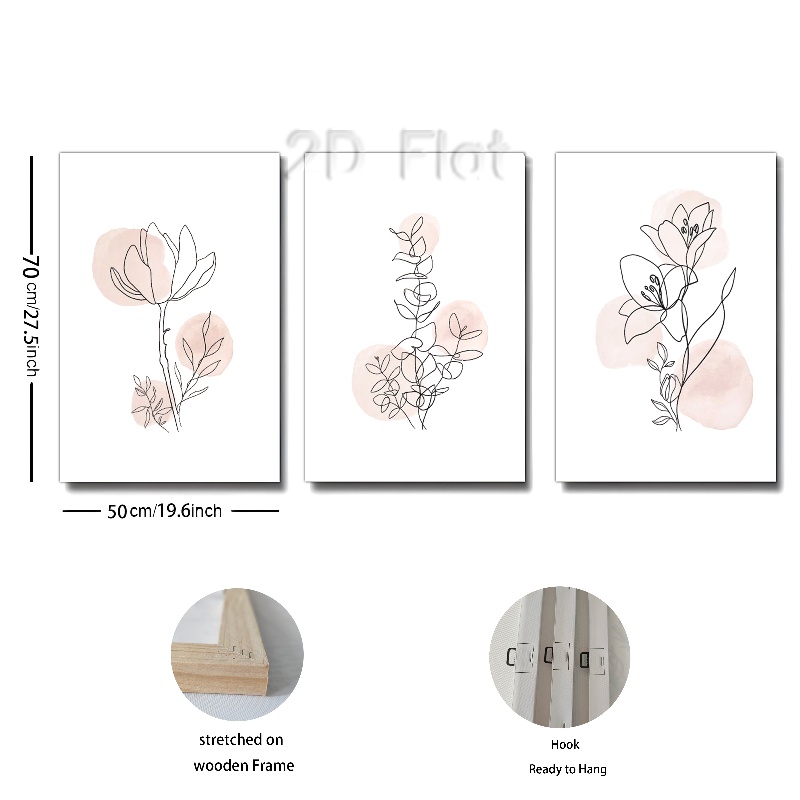 2D Flat
70 cm/27.5inch
50cm/19.6inch
stretched on
wooden Frame
Hook
Ready to Hang